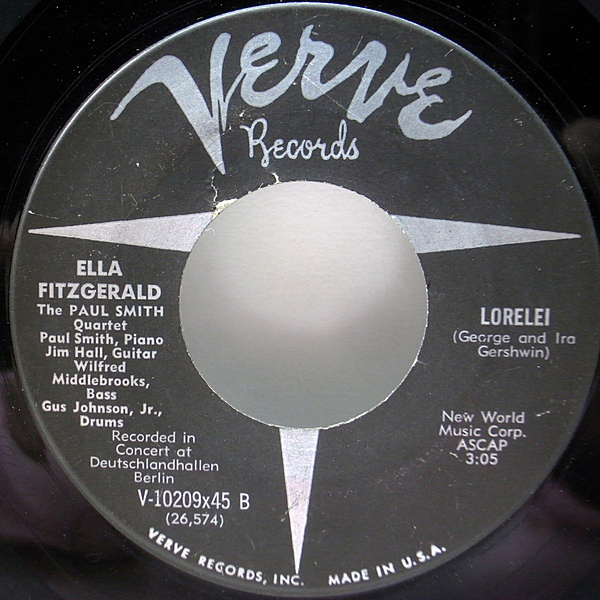 Verve
Records
ELLA
FITZGERALD
The PAUL SMITH
Quartet
Paul Smith, Piano
Jim Hall, Guitar
Wilfred
Middlebrooks,
Bass
Gus Johnson, Jr.,
Drums
Recorded in
Concert at
Deutschlandhallen
Berlin
V-10209x45 B
(26,574)
LORELEI
(George and Ira
Gershwin)
New World
Music Corp.
ASCAP
3:05
VERVE RECORDS, INC. MADE IN U.S.A.